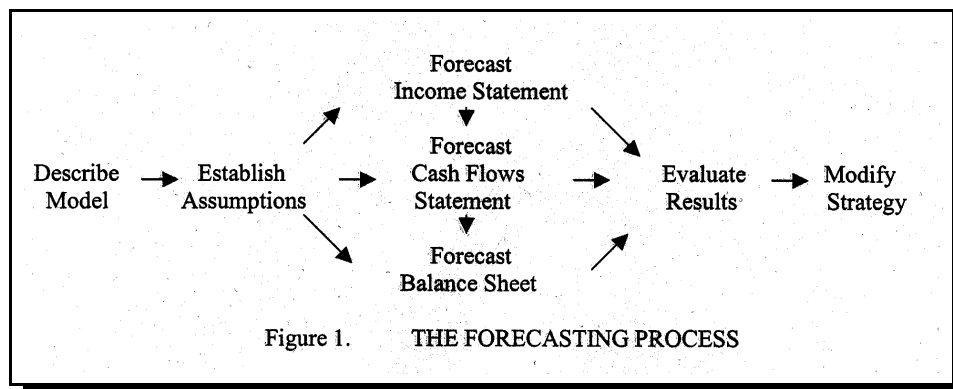 Forecast
Income Statement
Describe
Model
Establish
Assumptions
Forecast
Cash Flows
Statement
Evaluate
Results
Modify
Strategy
Forecast
Balance Sheet
Figure 1. THE FORECASTING PROCESS